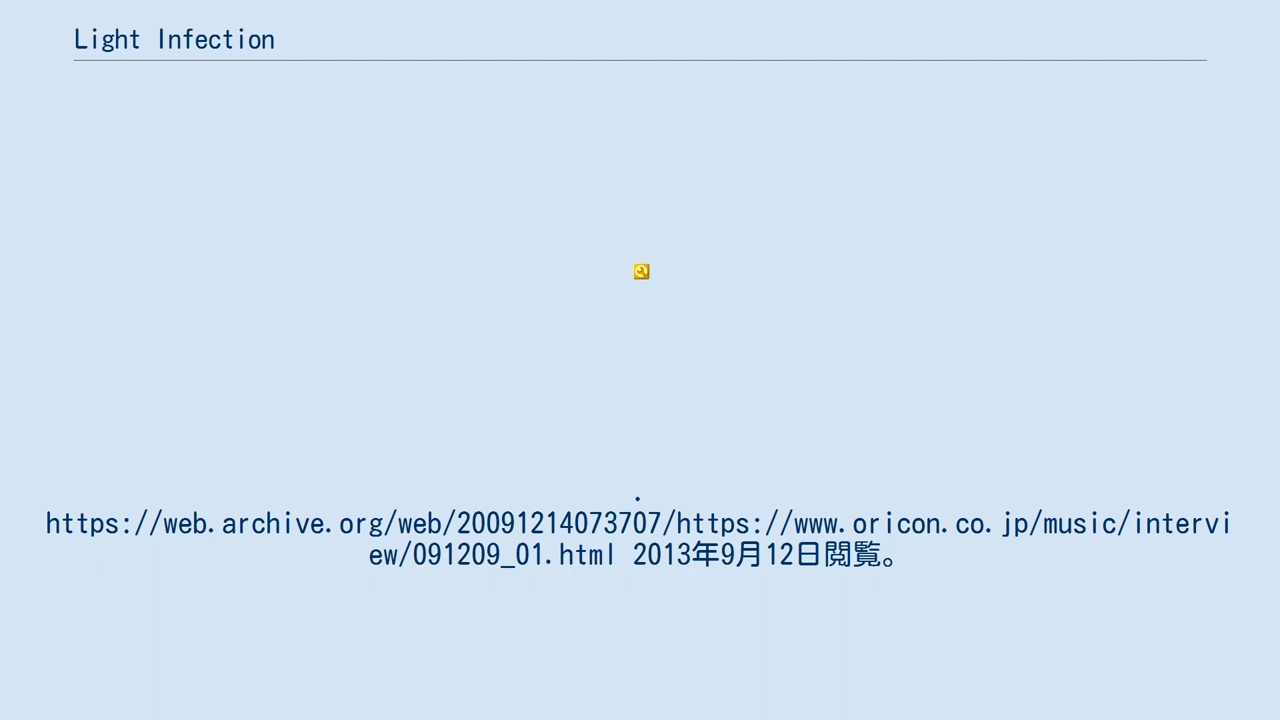 Light Infection
.
https://web.archive.org/web/20091214073707/https://www.oricon.co.jp/music/intervi
ew/091209_01.html 2013年9月12日閲覧。